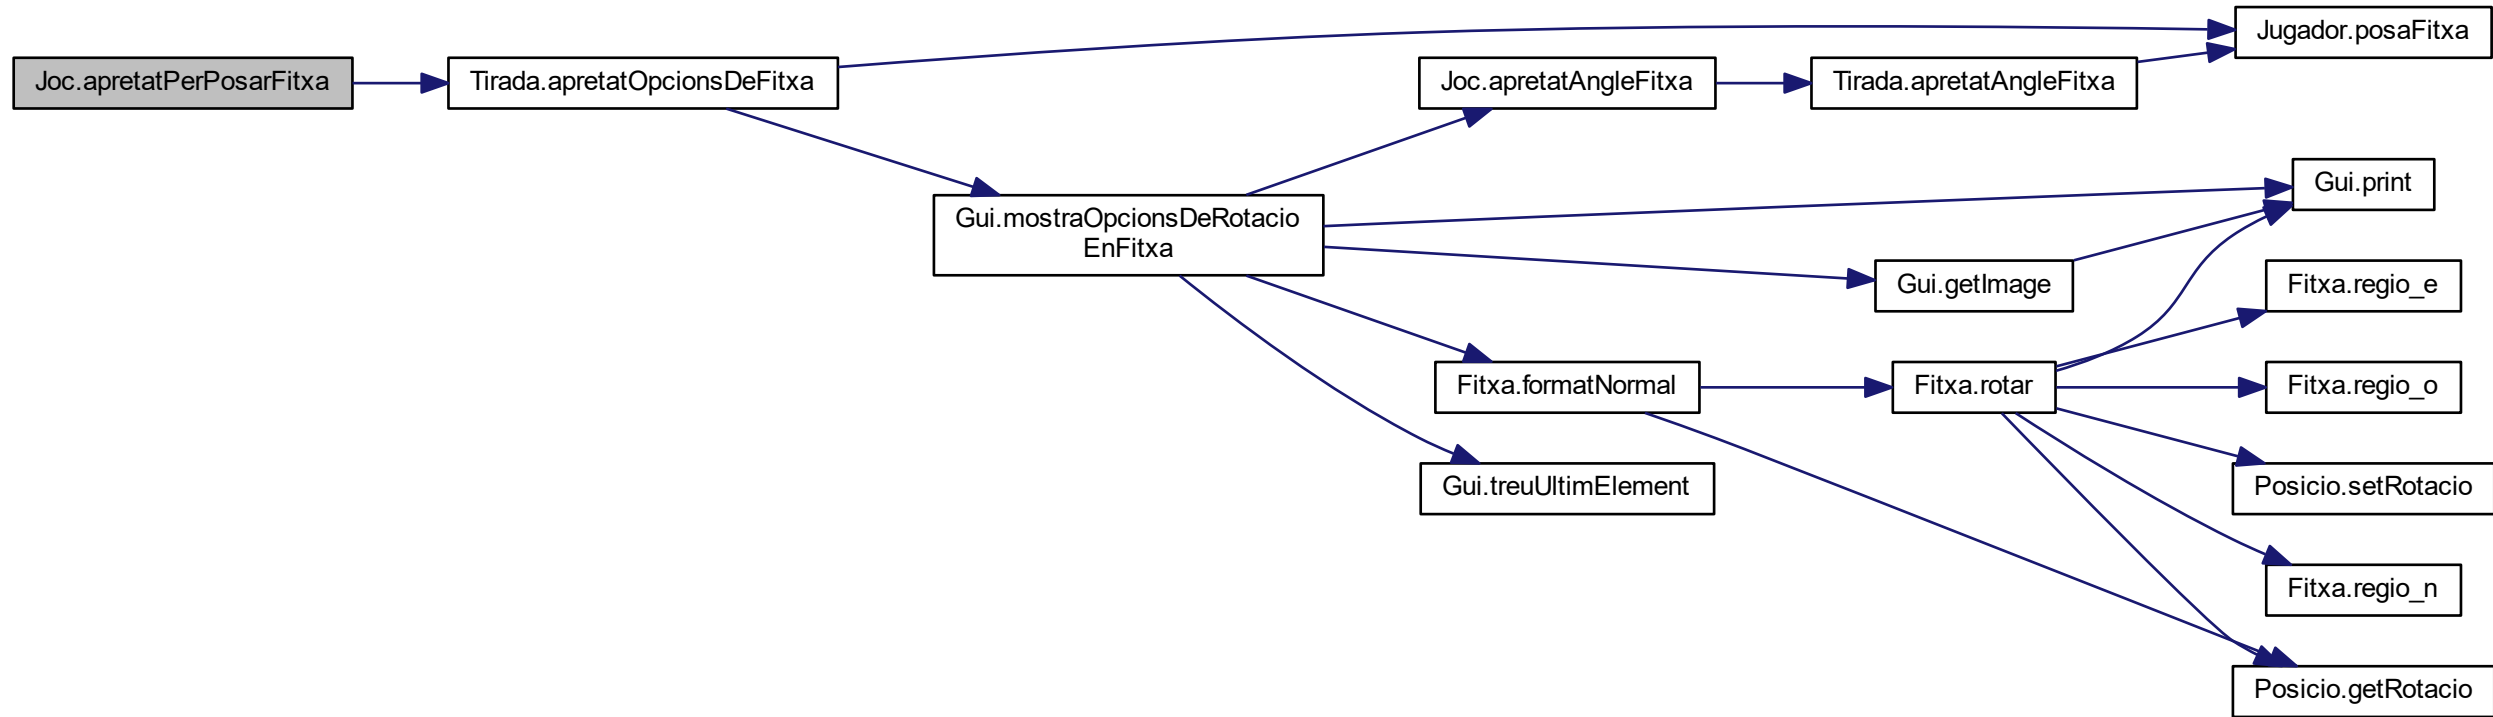 Joc.apretatPerPosarFitxa
Tirada.apretatOpcionsDeFitxa
Jugador.posaFitxa
Joc.apretatAngleFitxa
Tirada.apretatAngleFitxa
Gui.mostraOpcionsDeRotacio
EnFitxa
Gui.print
Gui.getImage
Fitxa.regio_e
Fitxa.formatNormal
Fitxa.rotar
Fitxa.regio_o
Gui.treuUltimElement
Posicio.setRotacio
Fitxa.regio_n
Posicio.getRotacio